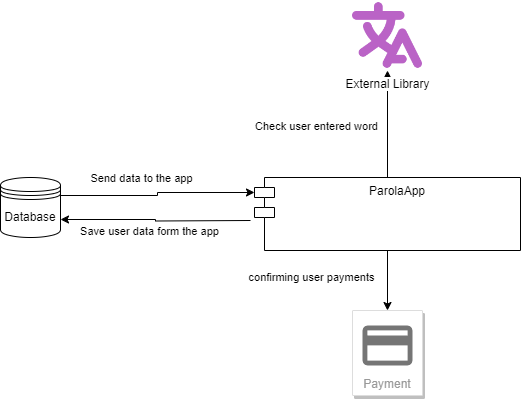 External Library
Check user entered word
Send data to the app
ParolaApp
Database
Save user data form the app
confirming user payments
Payment